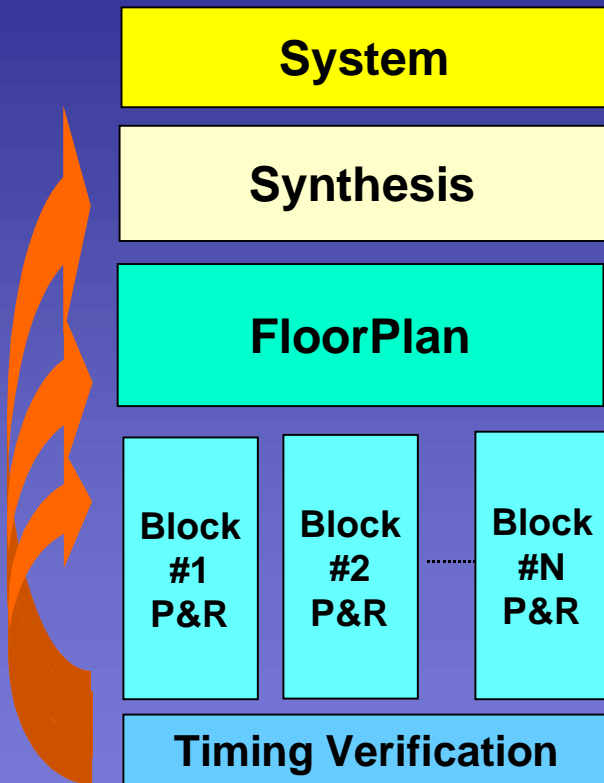 System
Synthesis
FloorPlan
Block
#1
P&R
Block
#2
P&R
Block
#N
P&R
Timing Verification